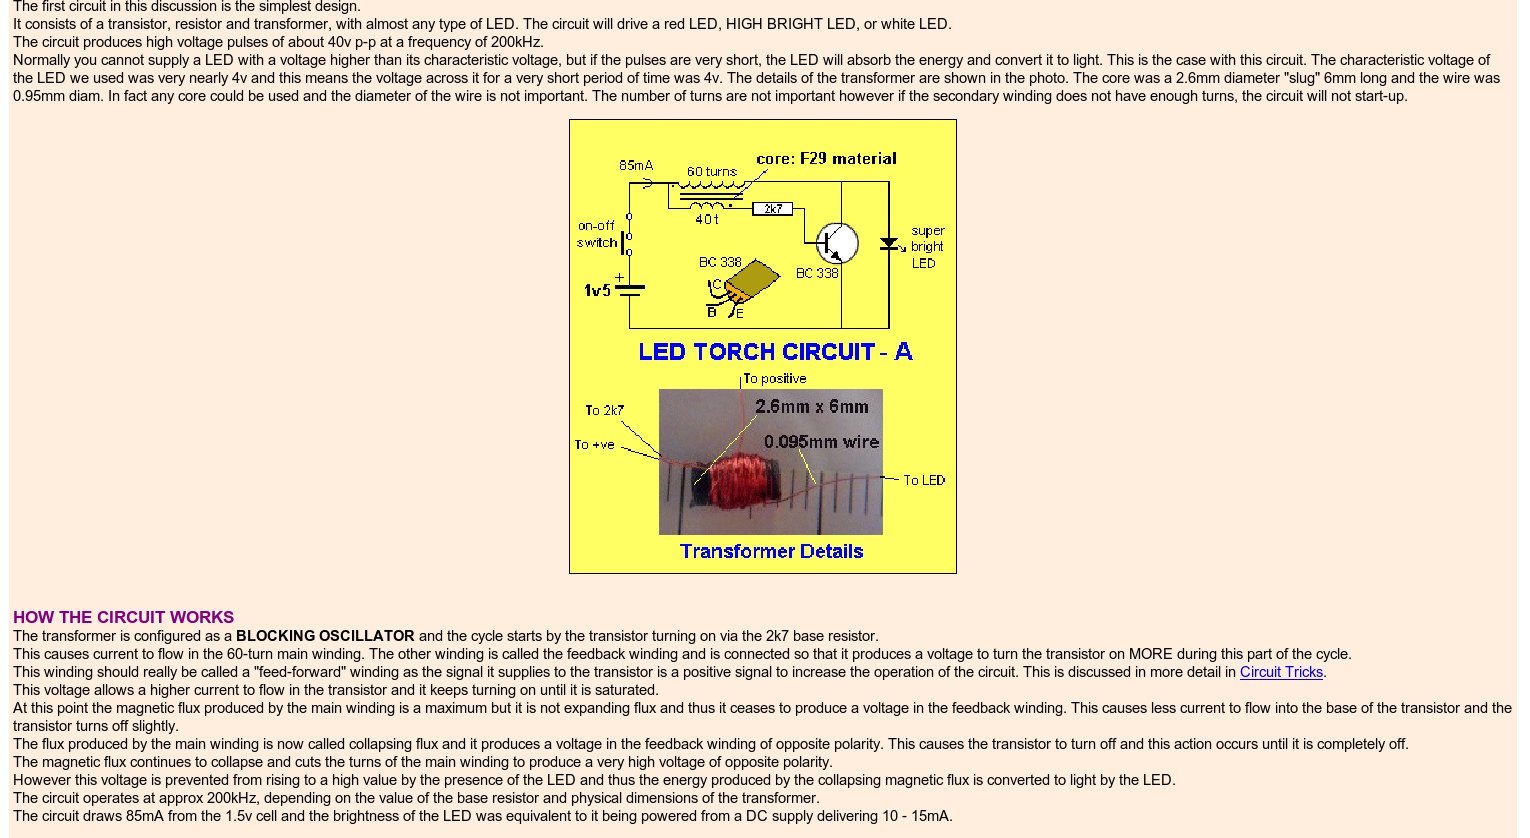 The first circuit in this discussion is the simplest design.
It consists of a transistor, resistor and transformer, with almost any type of LED. The circuit will drive a red LED, HIGH BRIGHT LED, or white LED.
The circuit produces high voltage pulses of about 40v p-p at a frequency of 200kHz.
Normally you cannot supply a LED with a voltage higher than its characteristic voltage, but if the pulses are very short, the LED will absorb the energy and convert it to light. This is the case with this circuit. The characteristic voltage of
the LED we used was very nearly 4v and this means the voltage across it for a very short period of time was 4v. The details of the transformer are shown in the photo. The core was a 2.6mm diameter "slug" 6mm long and the wire was
0.95mm diam. In fact any core could be used and the diameter of the wire is not important. The number of turns are not important however if the secondary winding does not have enough turns, the circuit will not start-up.
core: F29 material
85mA
60 turns
40t
2k7
on-off
switch
super
bright
LED
BC 338
BC 338
+
1v5
C
B
E
LED TORCH CIRCUIT - A
To positive
To 2k7
2.6mm x 6mm
To +ve
0.095mm wire
To LED
Transformer Details
HOW THE CIRCUIT WORKS
The transformer is configured as a BLOCKING OSCILLATOR and the cycle starts by the transistor turning on via the 2k7 base resistor.
This causes current to flow in the 60-turn main winding. The other winding is called the feedback winding and is connected so that it produces a voltage to turn the transistor on MORE during this part of the cycle.
This winding should really be called a "feed-forward" winding as the signal it supplies to the transistor is a positive signal to increase the operation of the circuit. This is discussed in more detail in Circuit Tricks.
This voltage allows a higher current to flow in the transistor and it keeps turning on until it is saturated.
At this point the magnetic flux produced by the main winding is a maximum but it is not expanding flux and thus it ceases to produce a voltage in the feedback winding. This causes less current to flow into the base of the transistor and the
transistor turns off slightly.
The flux produced by the main winding is now called collapsing flux and it produces a voltage in the feedback winding of opposite polarity. This causes the transistor to turn off and this action occurs until it is completely off.
The magnetic flux continues to collapse and cuts the turns of the main winding to produce a very high voltage of opposite polarity.
However this voltage is prevented from rising to a high value by the presence of the LED and thus the energy produced by the collapsing magnetic flux is converted to light by the LED.
The circuit operates at approx 200kHz, depending on the value of the base resistor and physical dimensions of the transformer.
The circuit draws 85mA from the 1.5v cell and the brightness of the LED was equivalent to it being powered from a DC supply delivering 10 - 15mA.